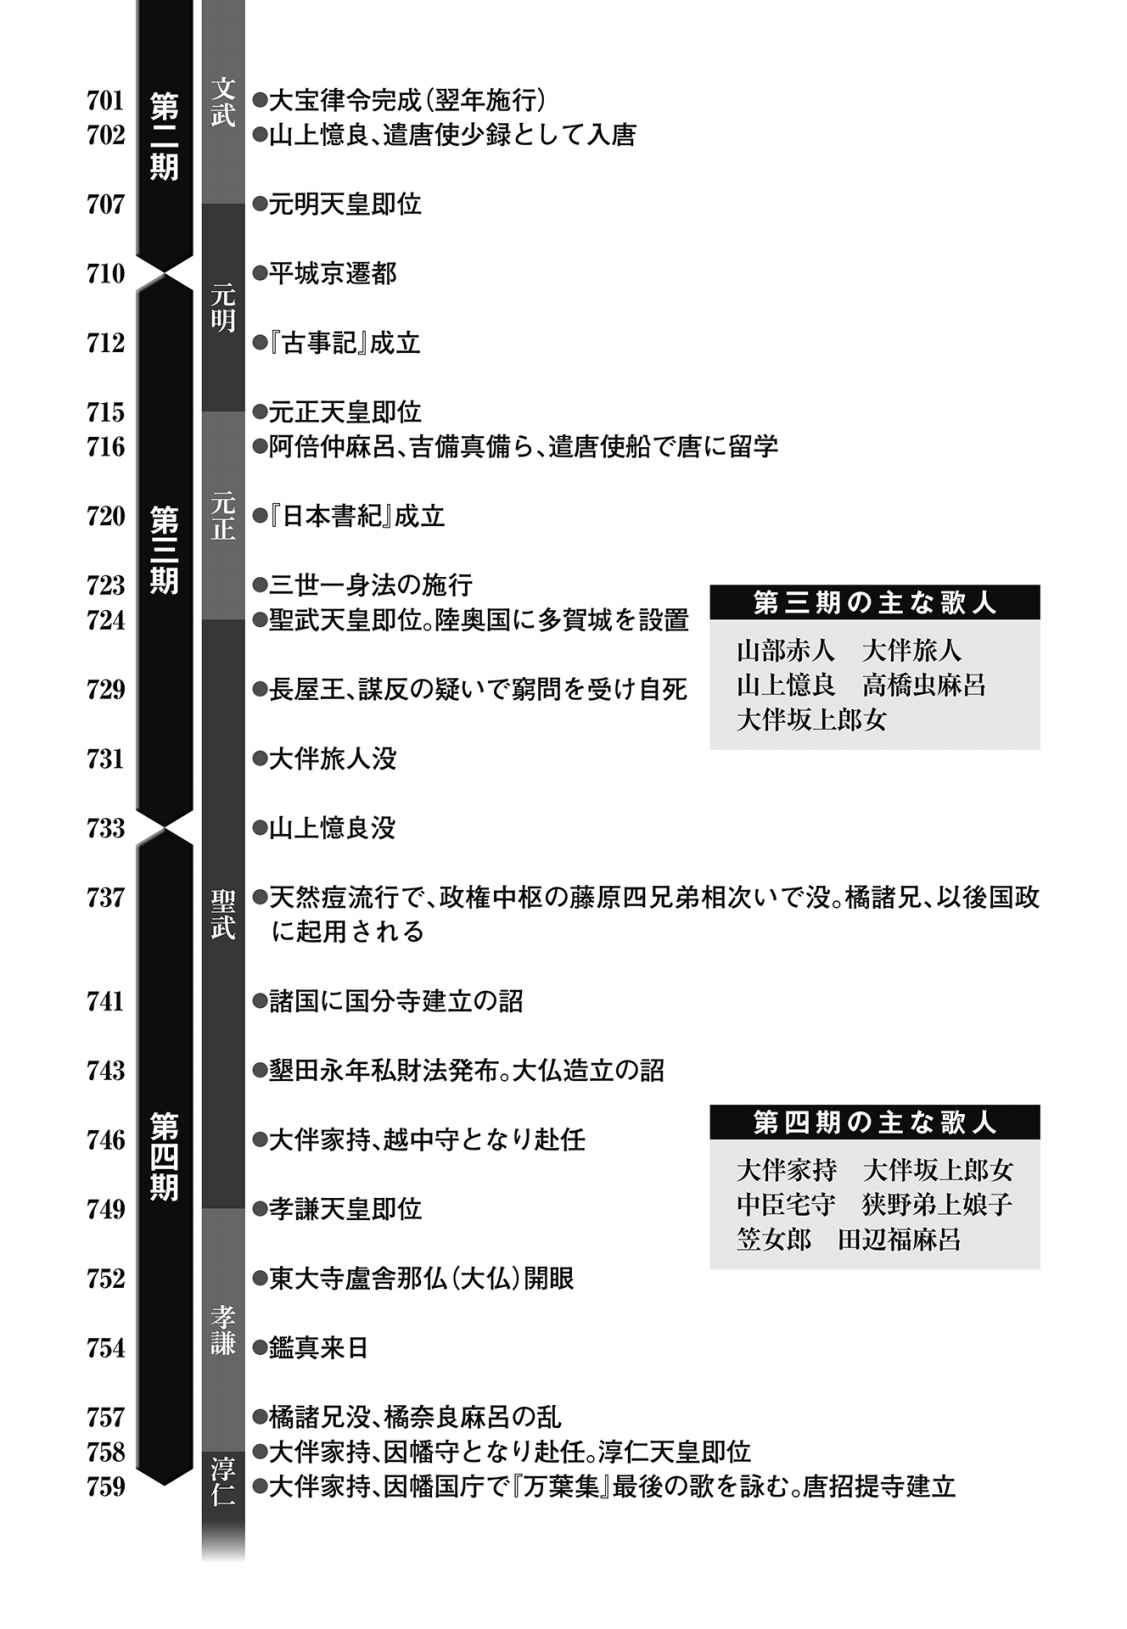 第二期
文武
701 ●大宝律令完成（翌年施行）
702 ●山上憶良、遣唐使少録として入唐
707 ●元明天皇即位
元明
710 ●平城京遷都
712 ●『古事記』成立
第三期
715 ●元正天皇即位
716 ●阿倍仲麻呂、吉備真備ら、遣唐使船で唐に留学
元正
720 ●『日本書紀』成立
723 ●三世一身法の施行
724 ●聖武天皇即位。陸奥国に多賀城を設置
729 ●長屋王、謀反の疑いで窮問を受け自死
第三期の主な歌人
山部赤人　大伴旅人
山上憶良　高橋虫麻呂
大伴坂上郎女
731 ●大伴旅人没
733 ●山上憶良没
聖武
737 ●天然痘流行で、政権中枢の藤原四兄弟相次いで没。橘諸兄、以後国政
に起用される
741 ●諸国に国分寺建立の詔
743 ●墾田永年私財法発布。大仏造立の詔
第四期
746 ●大伴家持、越中守となり赴任
749 ●孝謙天皇即位
第四期の主な歌人
大伴家持　大伴坂上郎女
中臣宅守　狭野弟上娘子
笠女郎　田辺福麻呂
752 ●東大寺盧舎那仏（大仏）開眼
孝謙
754 ●鑑真来日
757 ●橘諸兄没、橘奈良麻呂の乱
758 ●大伴家持、因幡守となり赴任。淳仁天皇即位
淳仁
759 ●大伴家持、因幡国庁で『万葉集』最後の歌を詠む。唐招提寺建立